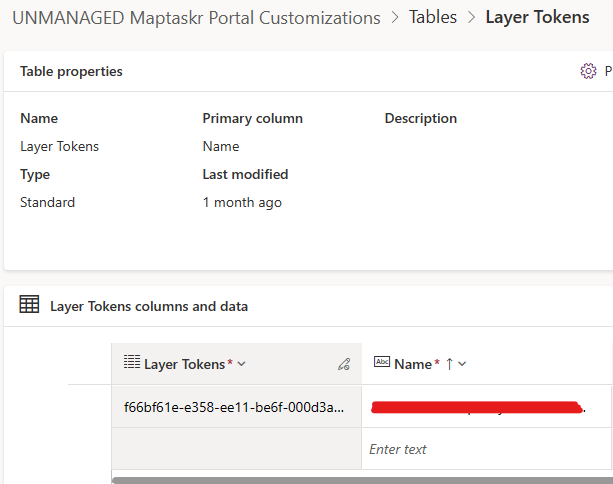 UNMANAGED Maptaskr Portal Customizations > Tables > Layer Tokens
Table properties
Name Primary column Description
Layer Tokens Name
Type Last modified
Standard 1 month ago
Layer Tokens columns and data
Layer Tokens* Abc Name* ↑
f66bf61e-e358-ee11-be6f-000d3a...
Enter text